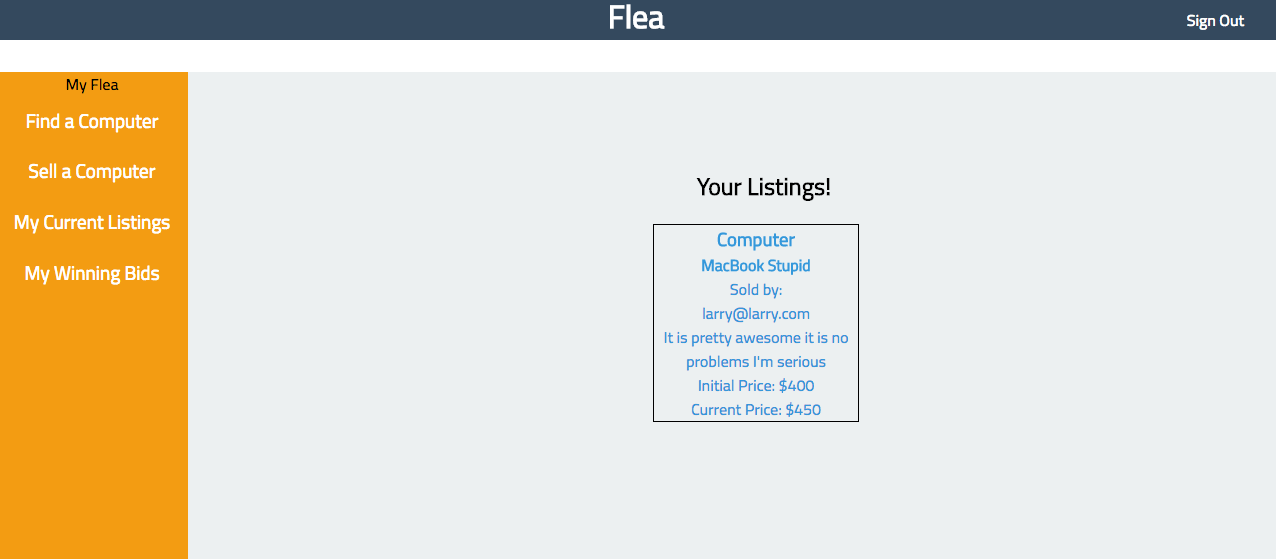 Flea
Sign Out
My Flea
Find a Computer
Sell a Computer
My Current Listings
My Winning Bids
Your Listings!
Computer
MacBook Stupid
Sold by:
larry@larry.com
It is pretty awesome it is no
problems I'm serious
Initial Price: $400
Current Price: $450